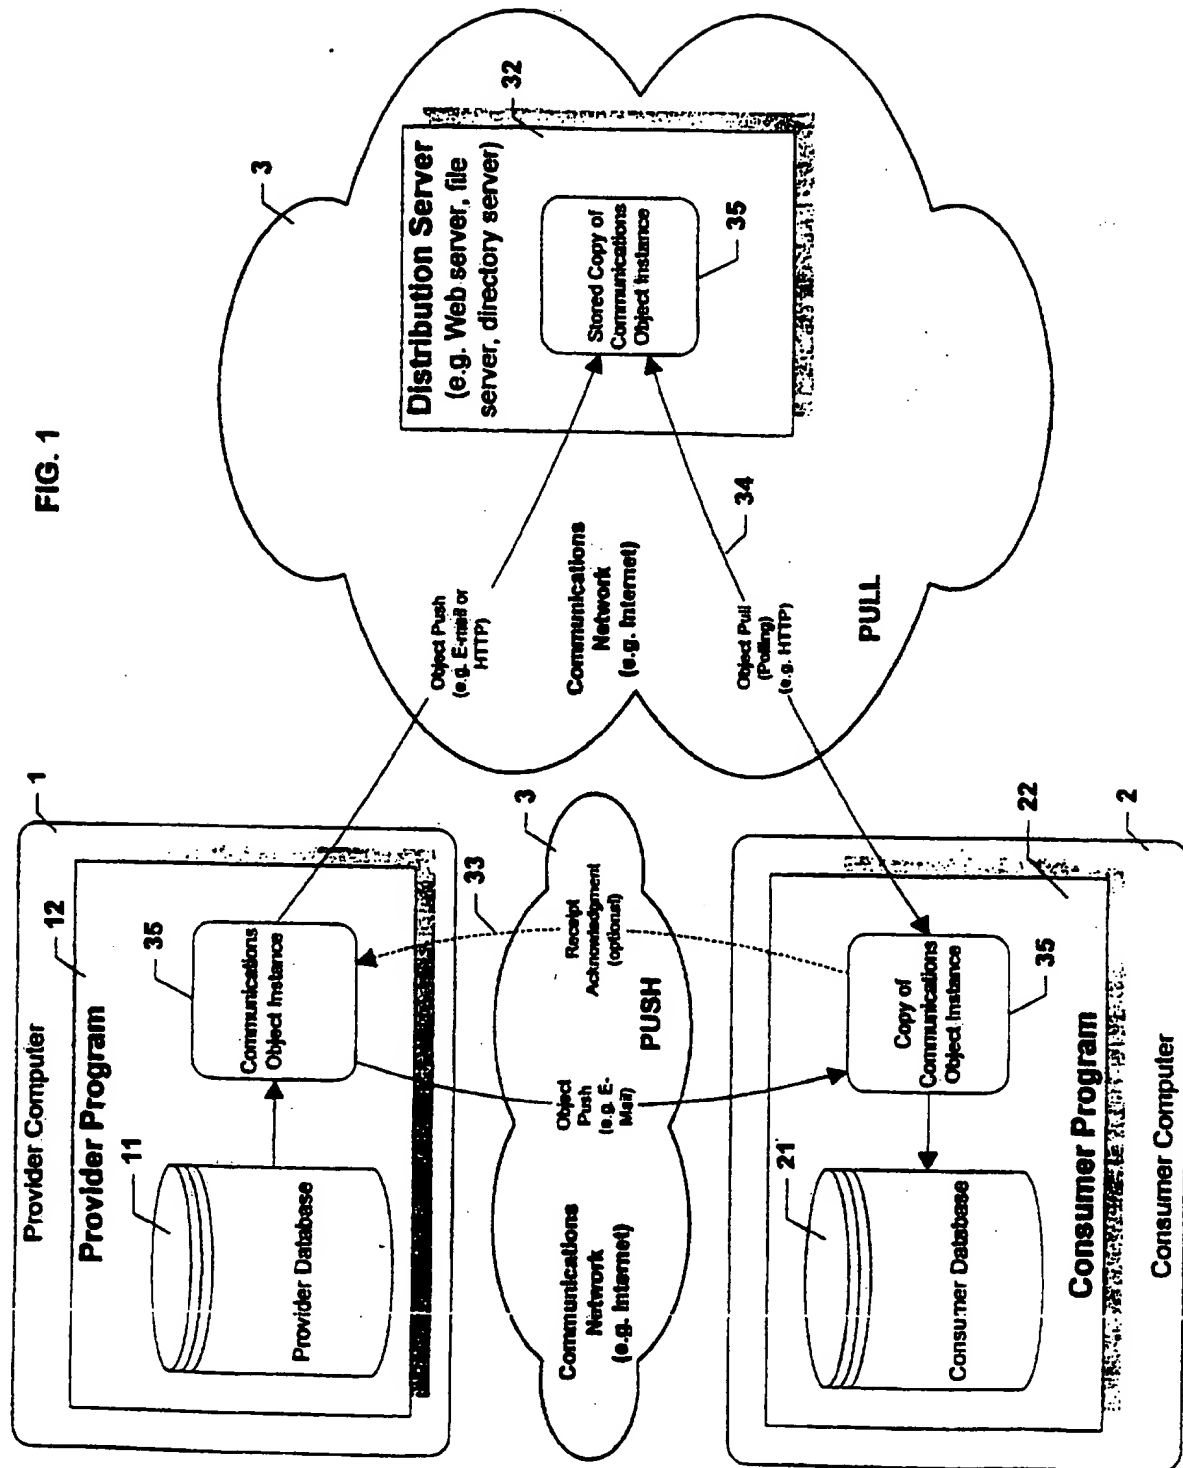 FIG. 1
Provider Computer
1
Provider Program
12
11
Provider Database
35
Communications
Object Instance
3
Communications
Network
(e.g. Internet)
Object
Push
(e.g. E-
Mail)
PUSH
Receipt
Acknowledgment
(optional)
33
21
Consumer Database
Copy of
Communications
Object Instance
35
22
Consumer Program
Consumer Computer
2
3
Object Push
(e.g. E-mail or
HTTP)
Communications
Network
(e.g. Internet)
Object Pull
(Polling)
(e.g. HTTP)
34
PULL
Distribution Server
(e.g. Web server, file
server, directory server)
32
Stored Copy of
Communications
Object Instance
35